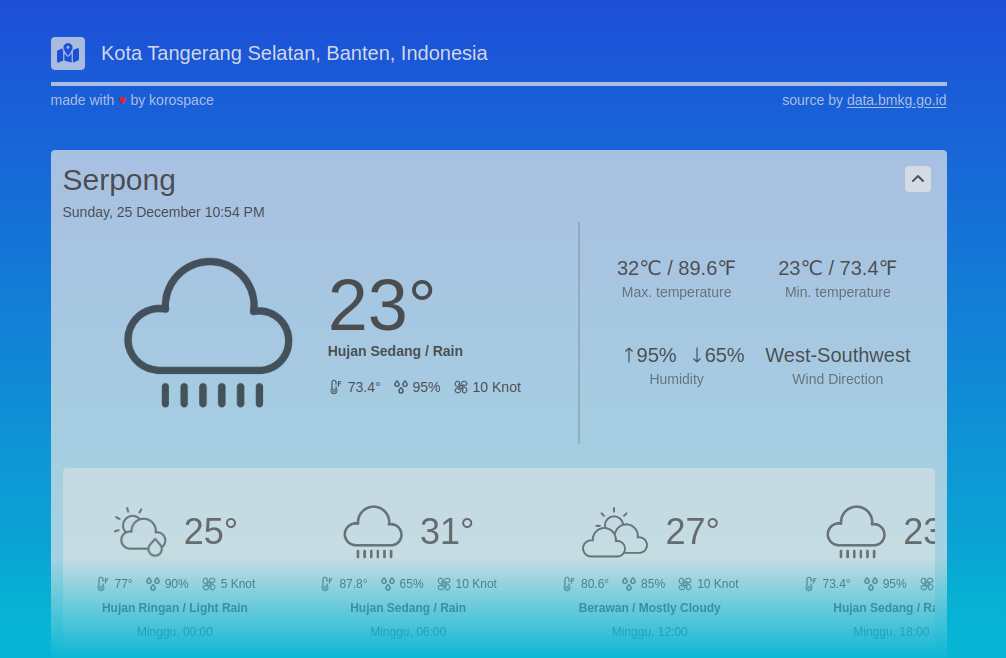 Kota Tangerang Selatan, Banten, Indonesia
made with ♥ by korospace
source by data.bmkg.go.id
Serpong
Sunday, 25 December 10:54 PM
23°
Hujan Sedang / Rain
73.4° 95% 10 Knot
32℃ / 89.6℉
Max. temperature
23℃ / 73.4℉
Min. temperature
↑95% ↓65%
Humidity
West-Southwest
Wind Direction
25°
77° 90% 5 Knot
Hujan Ringan / Light Rain
Minggu, 00:00
31°
87.8° 65% 10 Knot
Hujan Sedang / Rain
Minggu, 06:00
27°
80.6° 85% 10 Knot
Berawan / Mostly Cloudy
Minggu, 12:00
23
73.4° 95%
Hujan Sedang / Ra
Minggu, 18:00